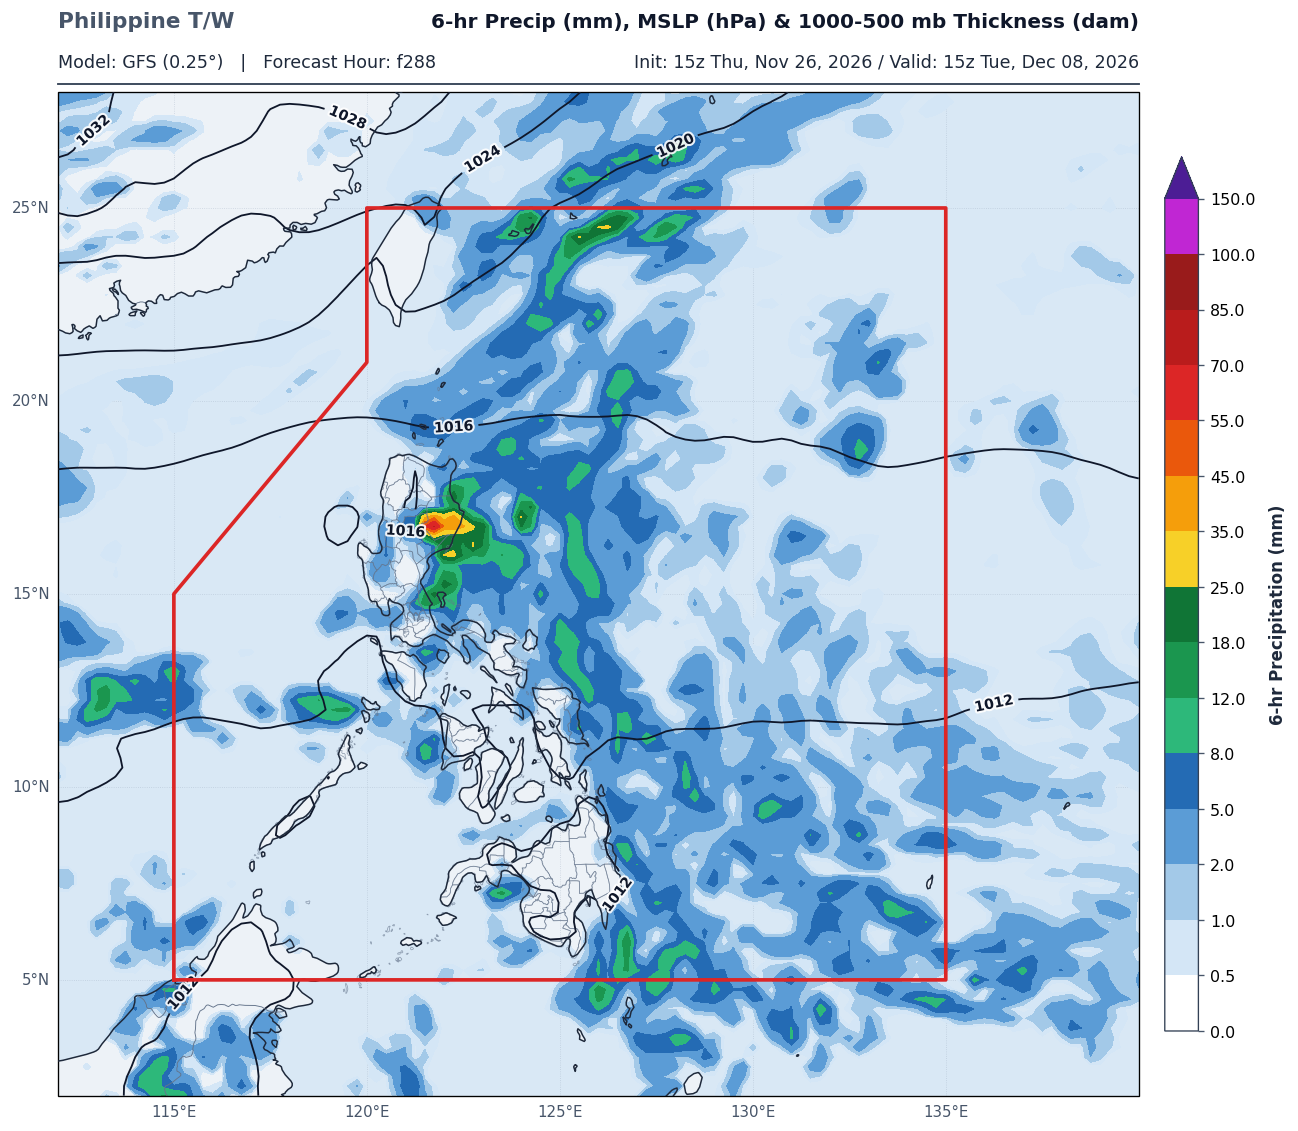 Philippine T/W
6-hr Precip (mm), MSLP (hPa) & 1000-500 mb Thickness (dam)
Model: GFS (0.25°) | Forecast Hour: f288
Init: 15z Thu, Nov 26, 2026 / Valid: 15z Tue, Dec 08, 2026
1032
1028
1024
1020
1016
1016
1012
1012
1012
25°N
20°N
15°N
10°N
5°N
115°E
120°E
125°E
130°E
135°E
150.0
100.0
85.0
70.0
55.0
45.0
35.0
25.0
18.0
12.0
8.0
5.0
2.0
1.0
0.5
0.0
6-hr Precipitation (mm)